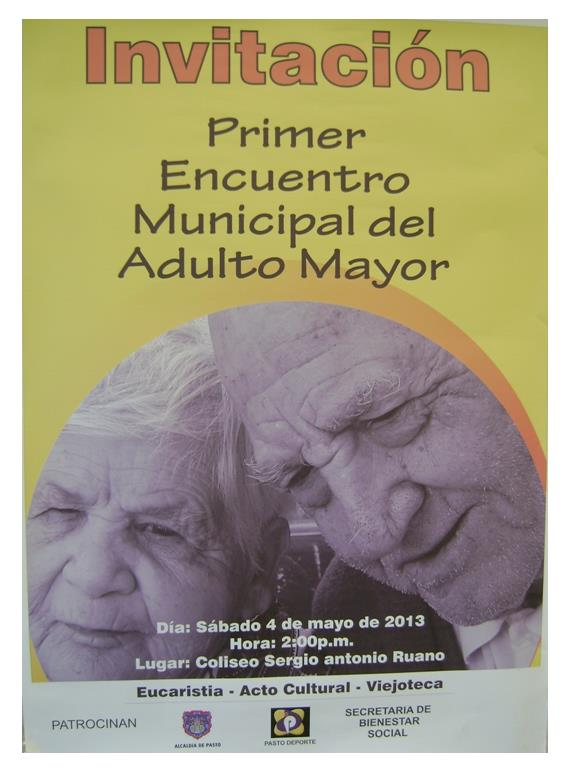 Invitación
Primer
Encuentro
Municipal del
Adulto Mayor
Día: Sábado 4 de mayo de 2013
Hora: 2:00p.m.
Lugar: Coliseo Sergio antonio Ruano
Eucaristia - Acto Cultural - Viejoteca
PATROCINAN
ALCALDIA DE PASTO
PASTO DEPORTE
SECRETARIA DE
BIENESTAR
SOCIAL